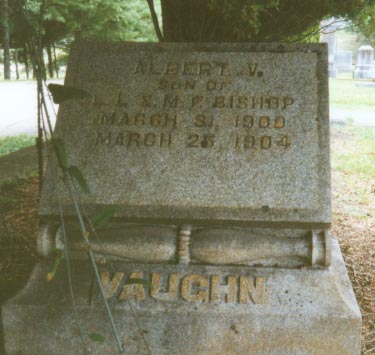 ALBERT V.
SON OF
L. L. & M. F. BISHOP
MARCH 31, 1900
MARCH 28, 1904
VAUGHN